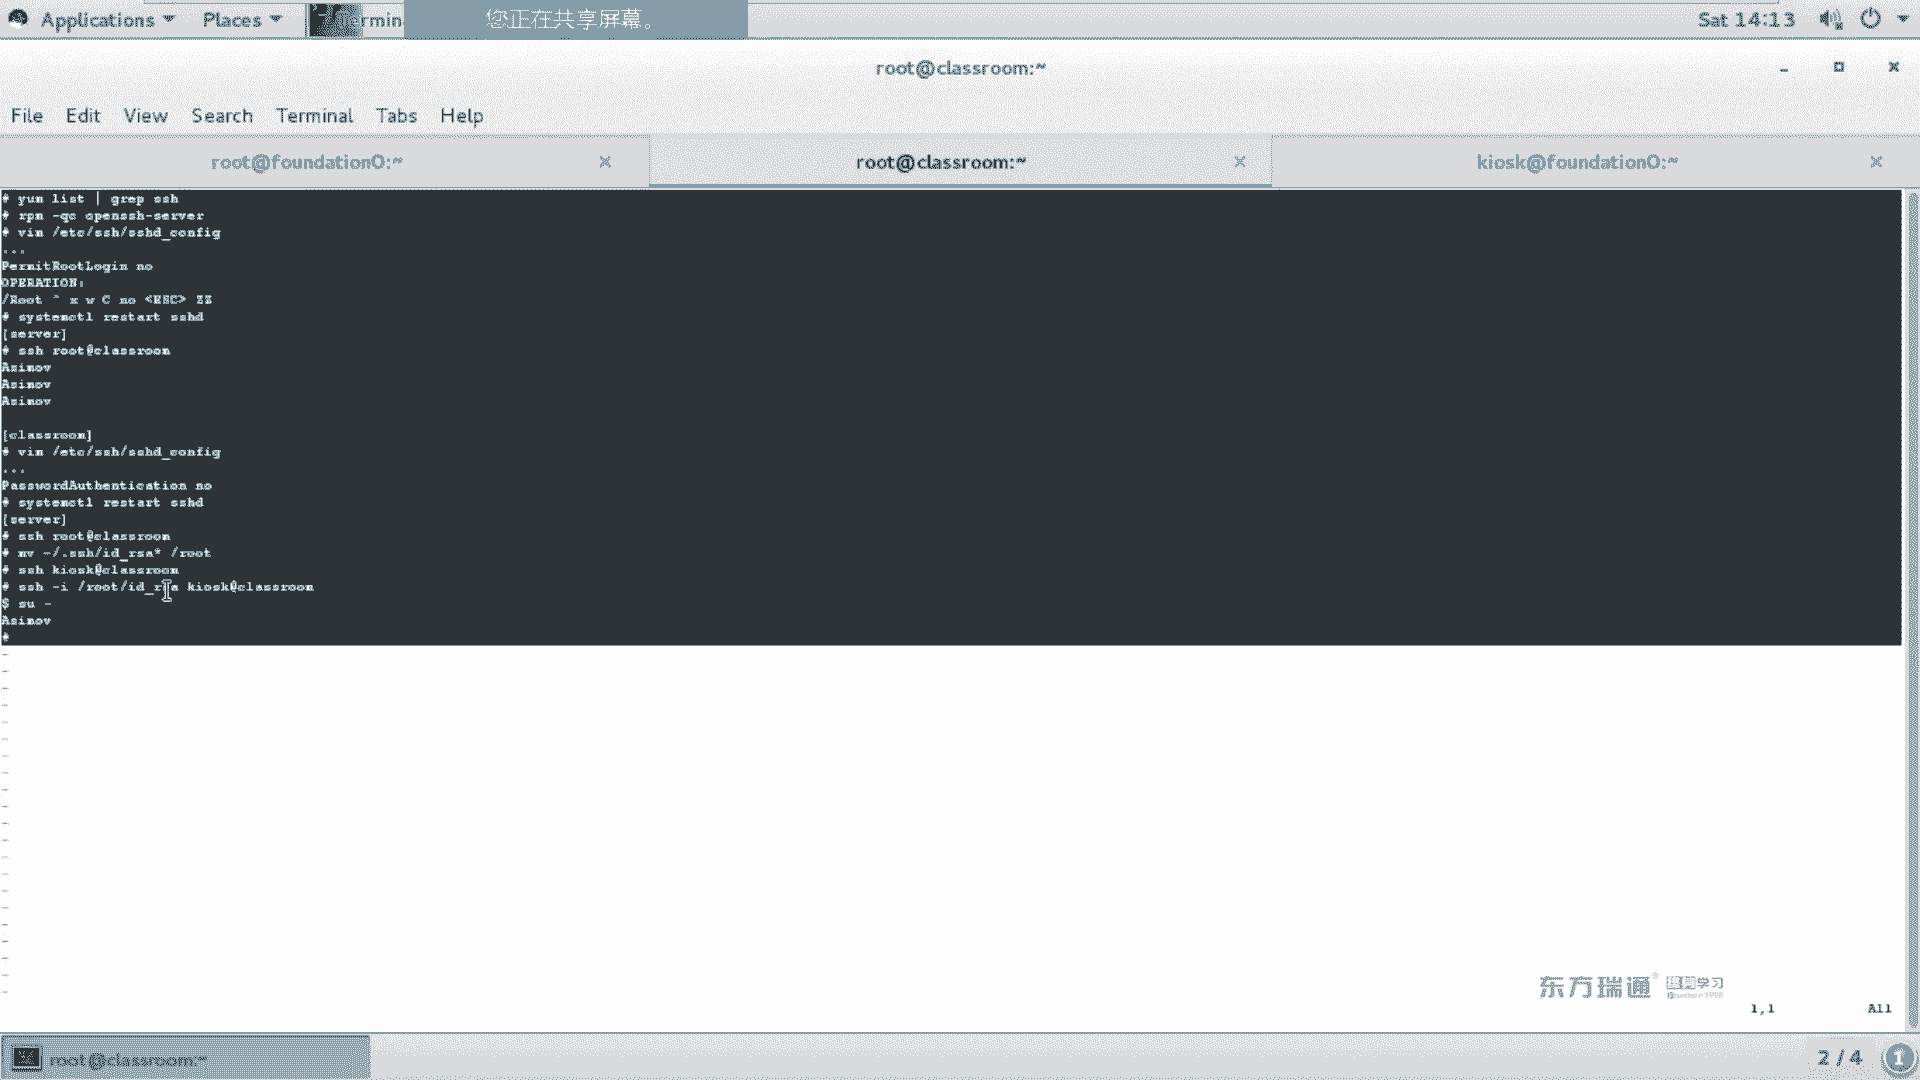 Applications
Places
您正在共享屏幕。
Sat 14:13
root@classroom:~
File Edit View Search Terminal Tabs Help
root@foundation0:~
root@classroom:~
kiosk@foundation0:~
# yum list | grep ssh
# rpm -qc openssh-server
# vim /etc/ssh/sshd_config
...
PermitRootLogin no
OPERATION:
/Root ^ x w C no <ESC> ZZ
# systemctl restart sshd
[server]
# ssh root@classroom
Asimov
Asimov
Asimov
[classroom]
# vim /etc/ssh/sshd_config
...
PasswordAuthentication no
# systemctl restart sshd
[server]
# ssh root@classroom
# mv ~/.ssh/id_rsa* /root
# ssh kiosk@classroom
# ssh -i /root/id_rsa kiosk@classroom
$ su -
Asimov
#
东方瑞通®
学习
1,1
All
root@classroom:~
2 / 4
1